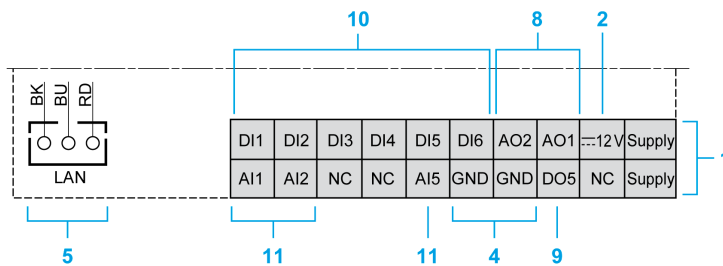 10 8 2
BK BU RD
DI1 DI2 DI3 DI4 DI5 DI6 AO2 AO1 ⎓12 V Supply
AI1 AI2 NC NC AI5 GND GND DO5 NC Supply
LAN
5 11 11 4 9